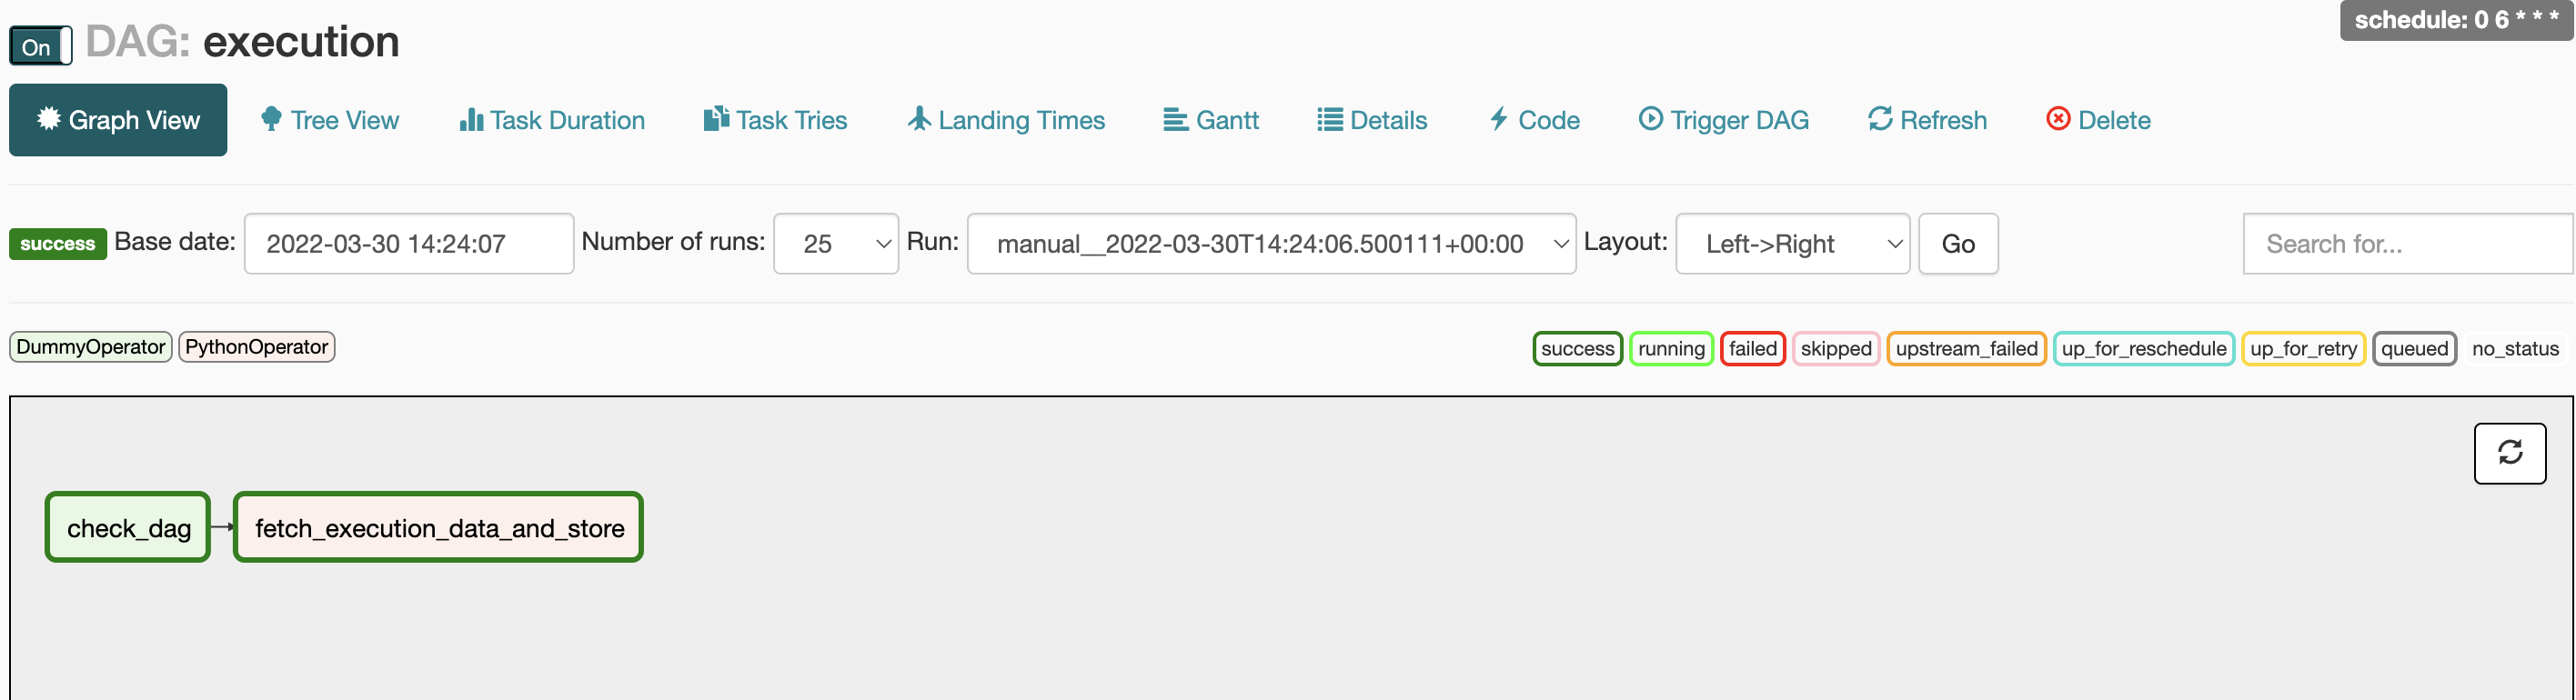 On DAG: execution schedule: 0 6 * * *
Graph View Tree View Task Duration Task Tries Landing Times Gantt Details Code Trigger DAG Refresh Delete
success Base date: 2022-03-30 14:24:07 Number of runs: 25 Run: manual__2022-03-30T14:24:06.500111+00:00 Layout: Left->Right Go Search for...
DummyOperator PythonOperator success running failed skipped upstream_failed up_for_reschedule up_for_retry queued no_status
check_dag fetch_execution_data_and_store